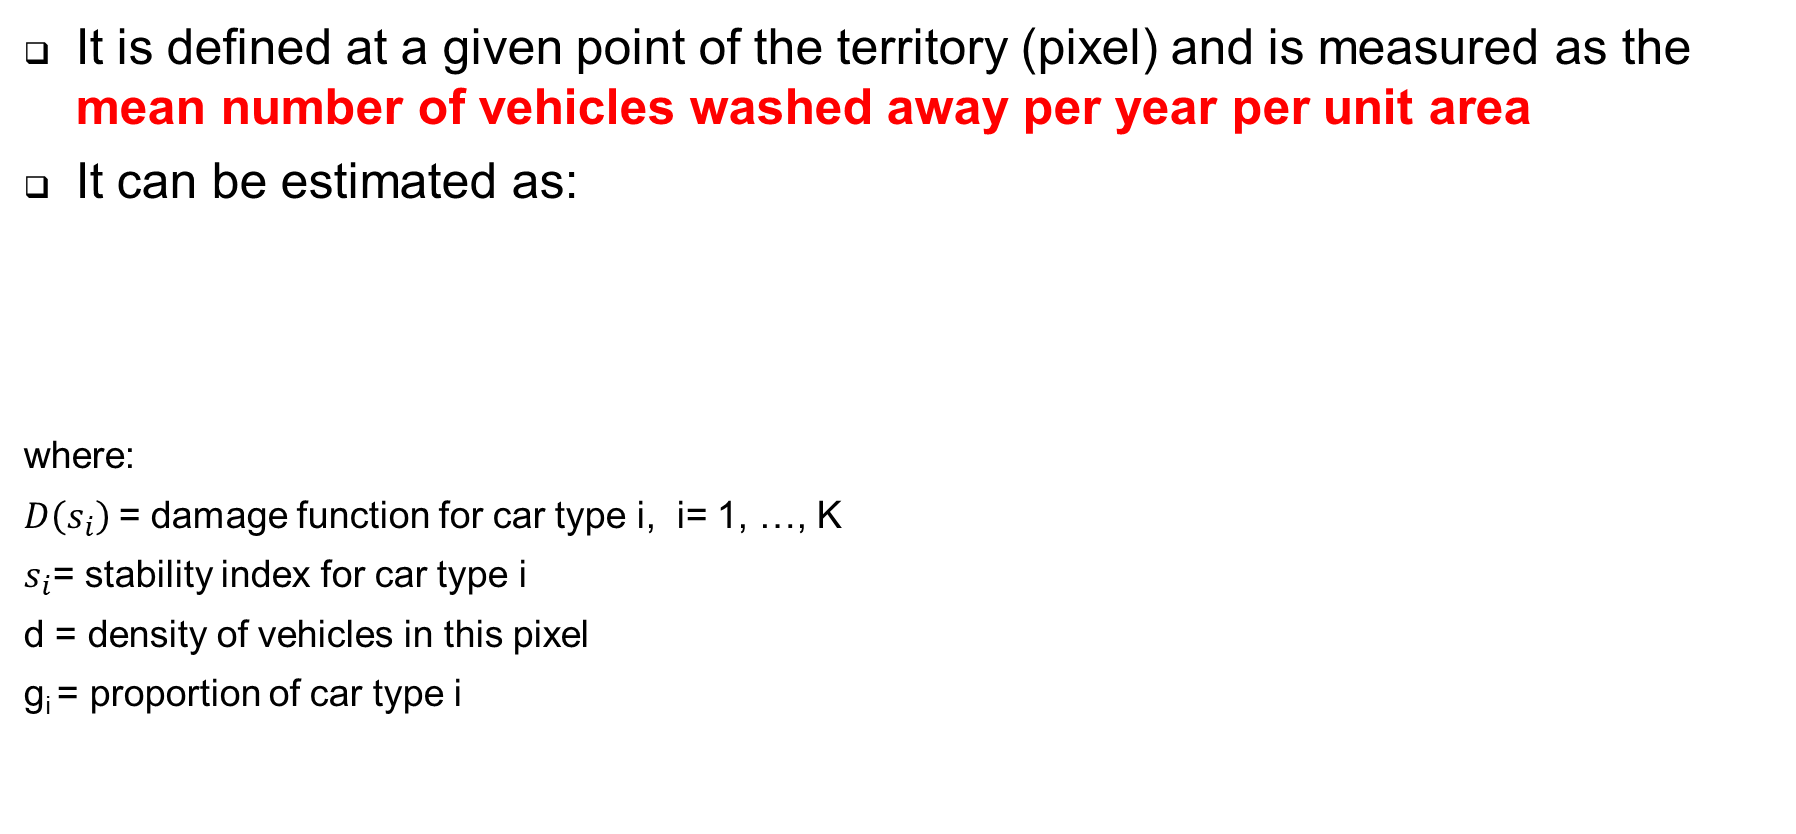 ❑ It is defined at a given point of the territory (pixel) and is measured as the
mean number of vehicles washed away per year per unit area
❑ It can be estimated as:
where:
𝐷(𝑠ᵢ) = damage function for car type i, i= 1, …, K
𝑠ᵢ= stability index for car type i
d = density of vehicles in this pixel
gᵢ = proportion of car type i